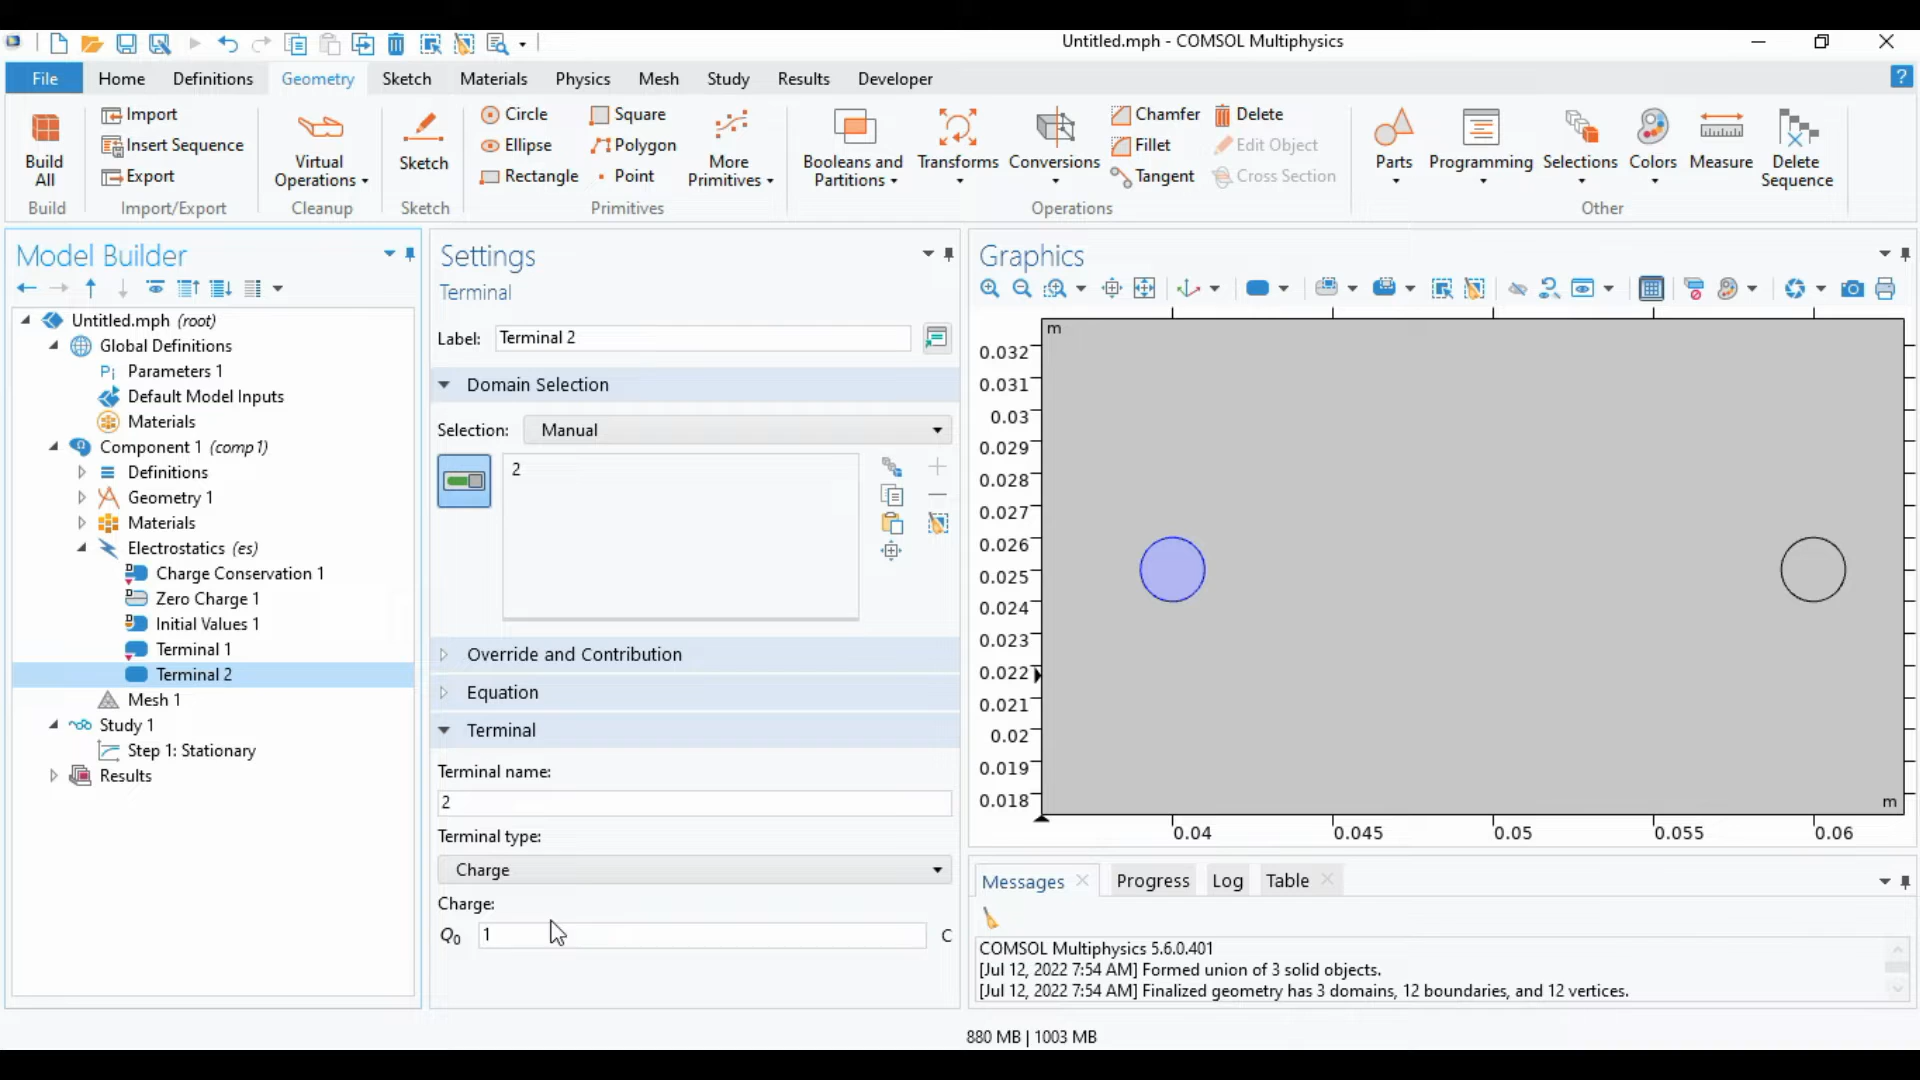 Untitled.mph - COMSOL Multiphysics
File Home Definitions Geometry Sketch Materials Physics Mesh Study Results Developer
?
Build All
Build
Import
Insert Sequence
Export
Import/Export
Virtual Operations
Cleanup
Sketch
Sketch
Circle
Ellipse
Rectangle
Square
Polygon
Point
More Primitives
Primitives
Booleans and Partitions
Transforms
Conversions
Chamfer
Fillet
Tangent
Delete
Edit Object
Cross Section
Operations
Parts
Programming
Selections
Colors
Measure
Delete Sequence
Other
Model Builder
Untitled.mph (root)
Global Definitions
Pi Parameters 1
Default Model Inputs
Materials
Component 1 (comp1)
Definitions
Geometry 1
Materials
Electrostatics (es)
Charge Conservation 1
Zero Charge 1
Initial Values 1
Terminal 1
Terminal 2
Mesh 1
Study 1
Step 1: Stationary
Results
Settings
Terminal
Label: Terminal 2
Domain Selection
Selection: Manual
2
Override and Contribution
Equation
Terminal
Terminal name:
2
Terminal type:
Charge
Charge:
Q0 1 C
Graphics
m
0.032
0.031
0.03
0.029
0.028
0.027
0.026
0.025
0.024
0.023
0.022
0.021
0.02
0.019
0.018
m
0.04 0.045 0.05 0.055 0.06
Messages Progress Log Table
COMSOL Multiphysics 5.6.0.401
[Jul 12, 2022 7:54 AM] Formed union of 3 solid objects.
[Jul 12, 2022 7:54 AM] Finalized geometry has 3 domains, 12 boundaries, and 12 vertices.
880 MB | 1003 MB